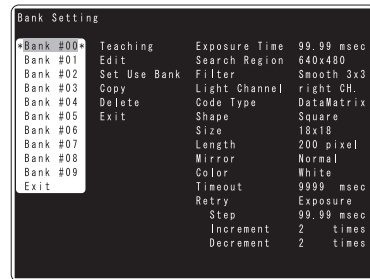 Bank Setting
*Bank #00* Teaching Exposure Time 99.99 msec
Bank #01 Edit Search Region 640x480
Bank #02 Set Use Bank Filter Smooth 3x3
Bank #03 Copy Light Channel right CH.
Bank #04 Delete Code Type DataMatrix
Bank #05 Exit Shape Square
Bank #06 Size 18x18
Bank #07 Length 200 pixel
Bank #08 Mirror Normal
Bank #09 Color White
Exit Timeout 9999 msec
Retry Exposure
Step 99.99 msec
Increment 2 times
Decrement 2 times